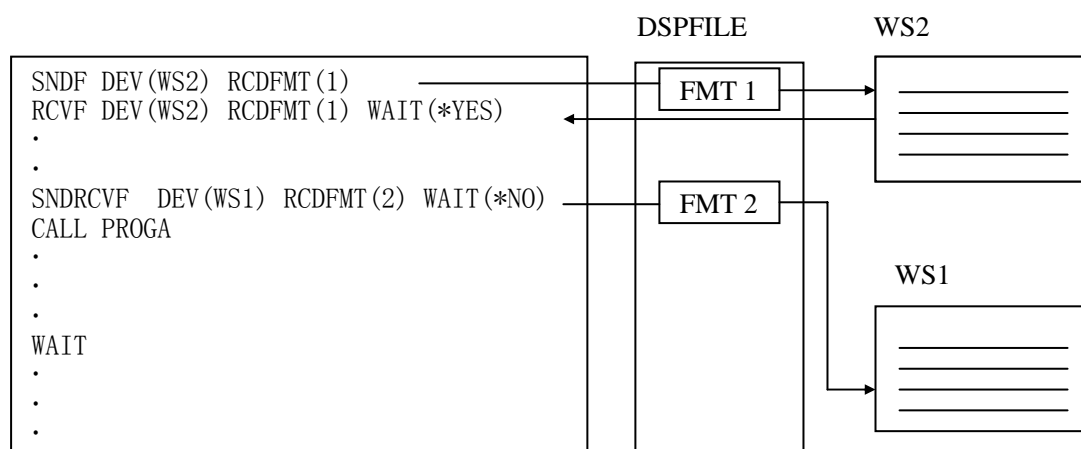 DSPFILE WS2
SNDF DEV(WS2) RCDFMT(1) FMT 1
RCVF DEV(WS2) RCDFMT(1) WAIT(*YES)
.
.
SNDRCVF DEV(WS1) RCDFMT(2) WAIT(*NO) FMT 2
CALL PROGA
.
WS1
.
.
WAIT
.
.
.